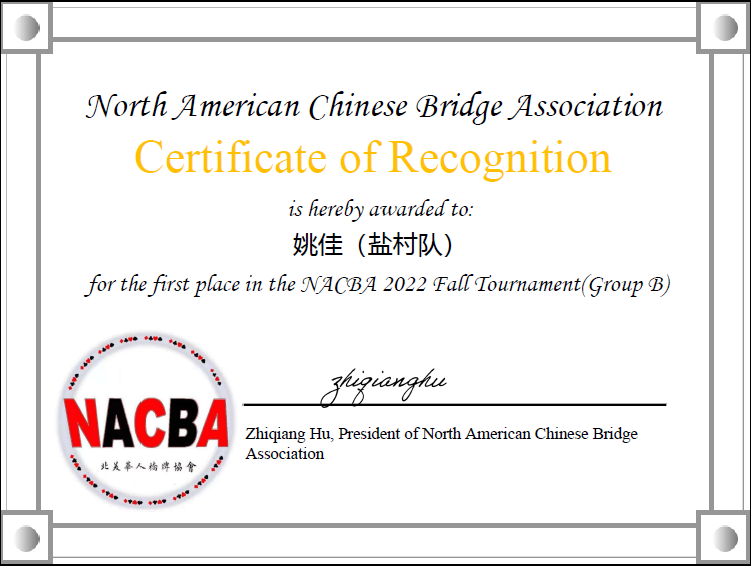 North American Chinese Bridge Association
Certificate of Recognition
is hereby awarded to:
姚佳（盐村队）
for the first place in the NACBA 2022 Fall Tournament(Group B)
zhiqianghu
NACBA
北美華人橋牌協會
Zhiqiang Hu, President of North American Chinese Bridge
Association